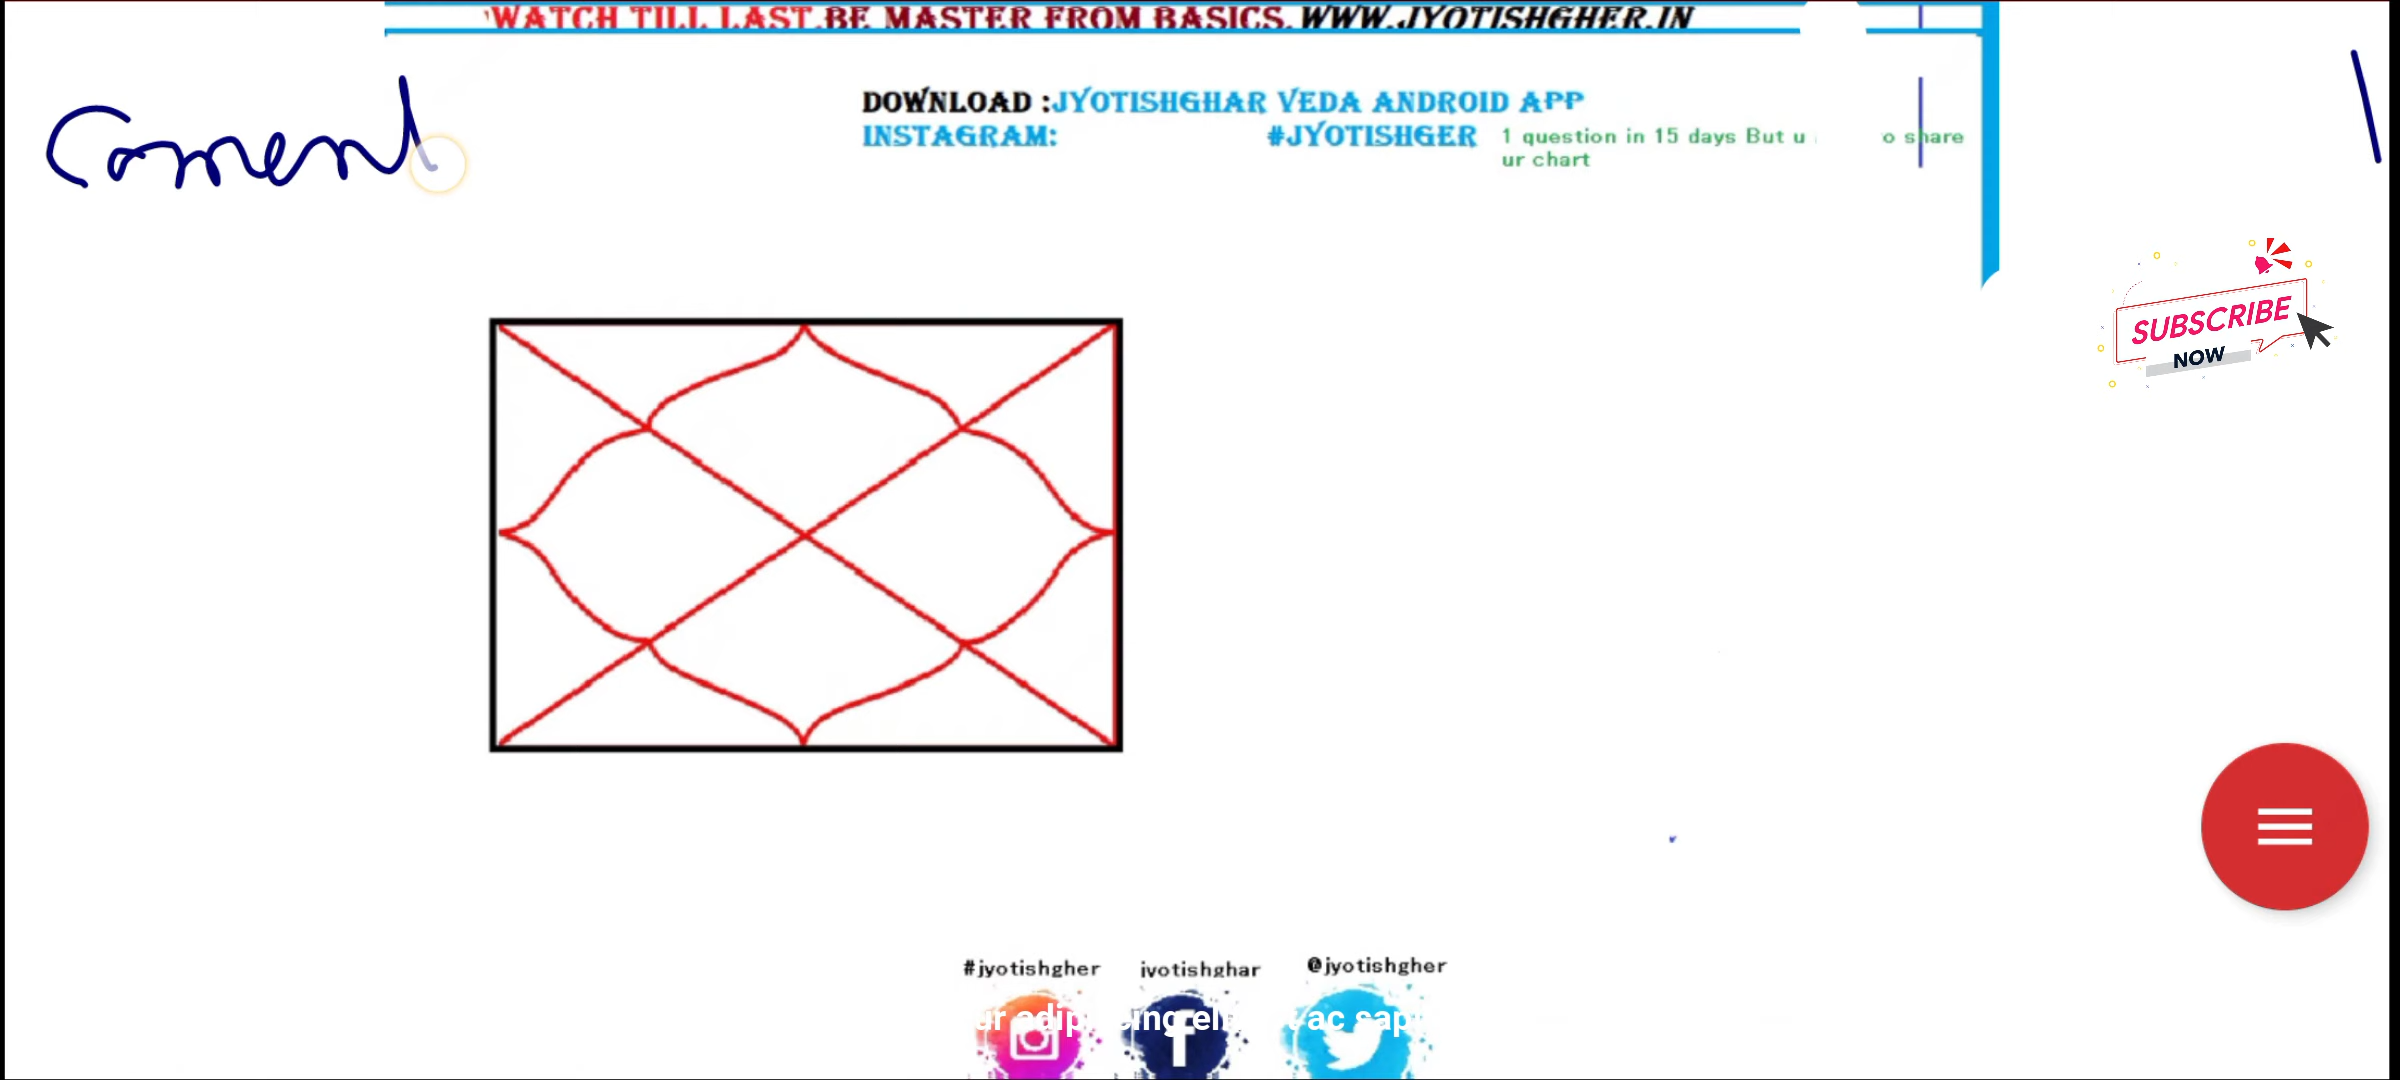 WATCH TILL LAST.BE MASTER FROM BASICS. WWW.JYOTISHGHER.IN
Coment
DOWNLOAD :JYOTISHGHAR VEDA ANDROID APP
INSTAGRAM: #JYOTISHGER
1 question in 15 days But u o share
ur chart
SUBSCRIBE
NOW
#jyotishgher jyotishghar @jyotishgher